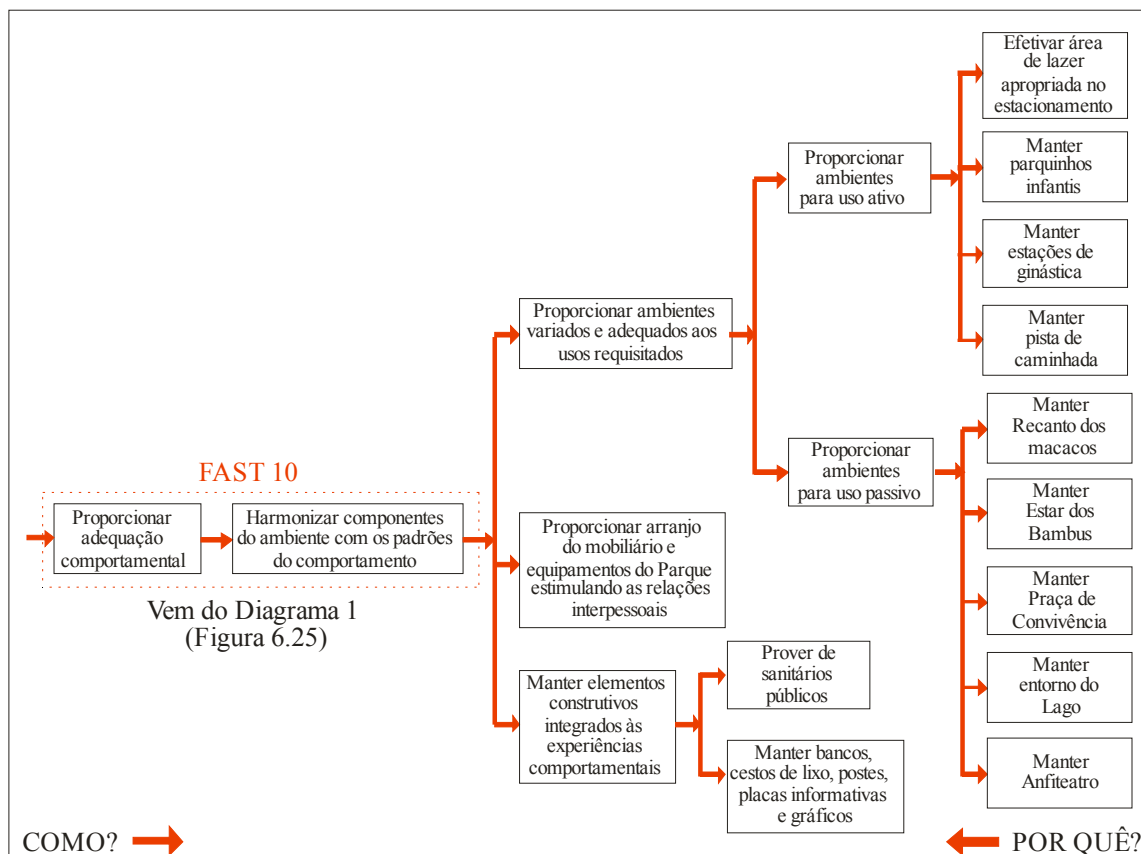 Efetivar área
de lazer
apropriada no
estacionamento
Manter
parquinhos
infantis
Proporcionar
ambientes
para uso ativo
Manter
estações de
ginástica
Manter
pista de
caminhada
Proporcionar ambientes
variados e adequados aos
usos requisitados
Manter
Recanto dos
macacos
Proporcionar
ambientes
para uso passivo
Manter
Estar dos
Bambus
FAST 10
Proporcionar
adequação
comportamental
Harmonizar componentes
do ambiente com os padrões
do comportamento
Vem do Diagrama 1
(Figura 6.25)
Proporcionar arranjo
do mobiliário e
equipamentos do Parque
estimulando as relações
interpessoais
Manter
Praça de
Convivência
Manter elementos
construtivos
integrados às
experiências
comportamentais
Prover de
sanitários
públicos
Manter
entorno do
Lago
Manter bancos,
cestos de lixo, postes,
placas informativas
e gráficos
Manter
Anfiteatro
COMO?
POR QUÊ?